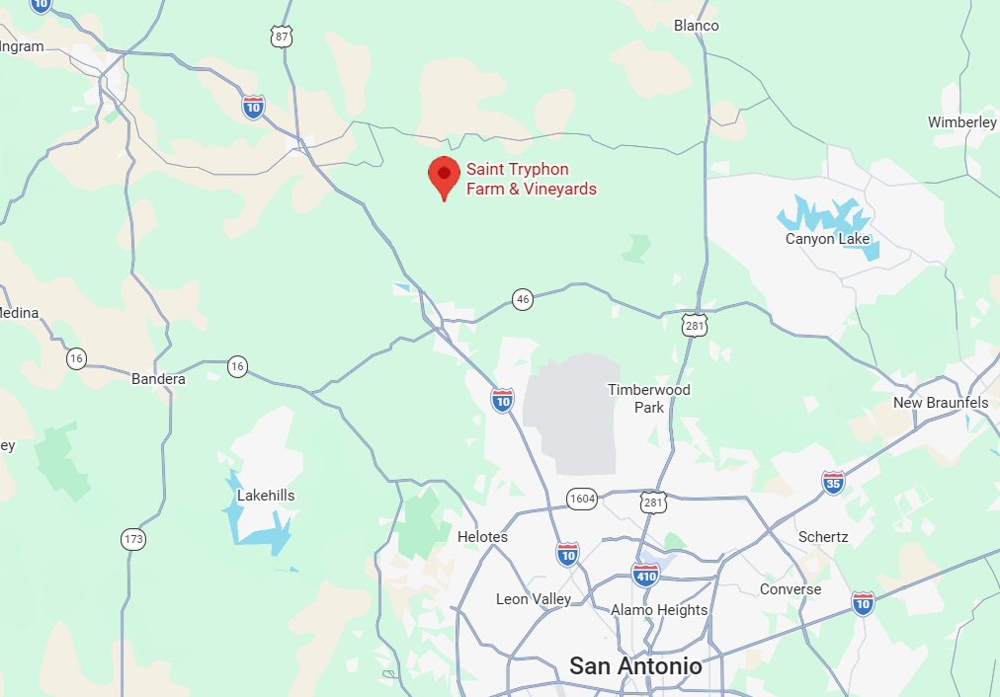 10
Blanco
87
Ingram
10
Wimberley
Saint Tryphon
Farm & Vineyards
Canyon Lake
46
Medina
281
16
16
Bandera
Timberwood
Park
10
New Braunfels
ey
35
Lakehills
1604
281
173
Helotes
Schertz
10
410
Converse
Leon Valley
10
Alamo Heights
San Antonio